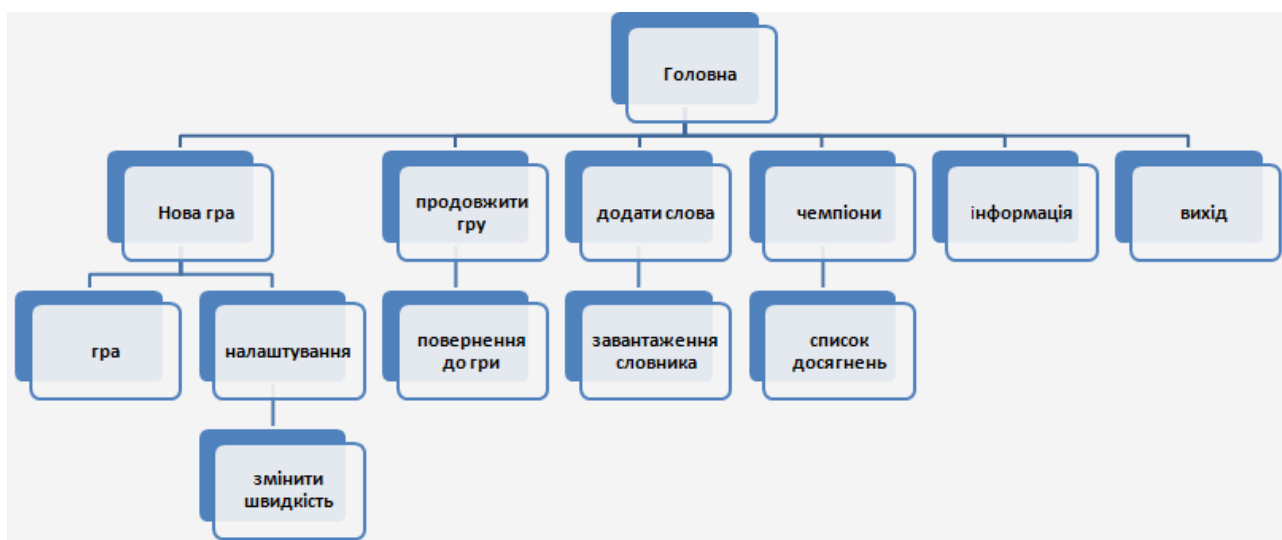 Головна
Нова гра
продовжити
гру
додати слова
чемпіони
інформація
вихід
гра
налаштування
повернення
до гри
завантаження
словника
список
досягнень
змінити
швидкість